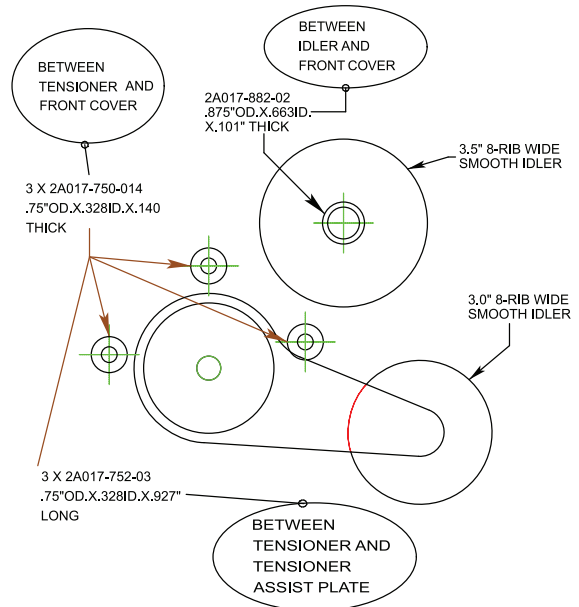 BETWEEN
TENSIONER AND
FRONT COVER
BETWEEN
IDLER AND
FRONT COVER
2A017-882-02
.875"OD.X.663ID.
X.101" THICK
3.5" 8-RIB WIDE
SMOOTH IDLER
3 X 2A017-750-014
.75"OD.X.328ID.X.140
THICK
3.0" 8-RIB WIDE
SMOOTH IDLER
3 X 2A017-752-03
.75"OD.X.328ID.X.927"
LONG
BETWEEN
TENSIONER AND
TENSIONER
ASSIST PLATE